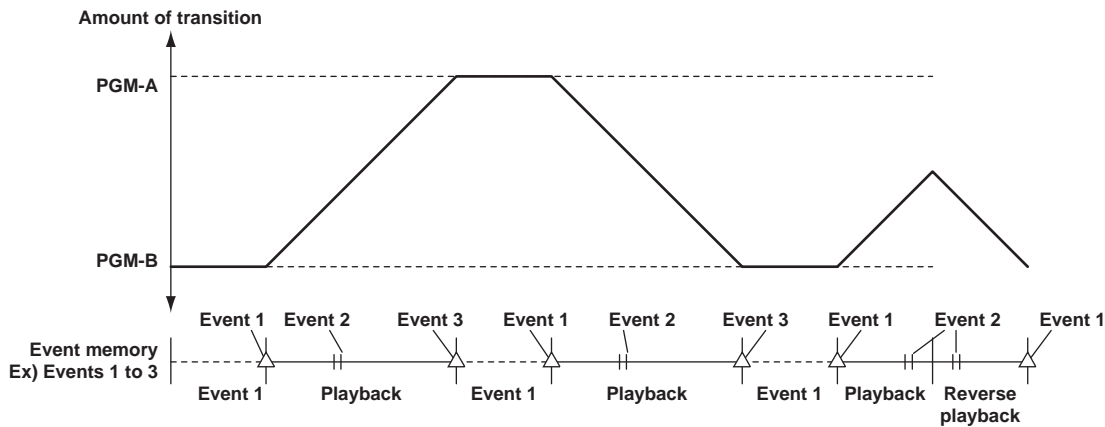 Amount of transition
PGM-A
PGM-B
Event 1 Event 2 Event 3 Event 1 Event 2 Event 3 Event 1 Event 2 Event 1
Event memory
Ex) Events 1 to 3
Event 1 Playback Event 1 Playback Event 1 Playback Reverse
playback